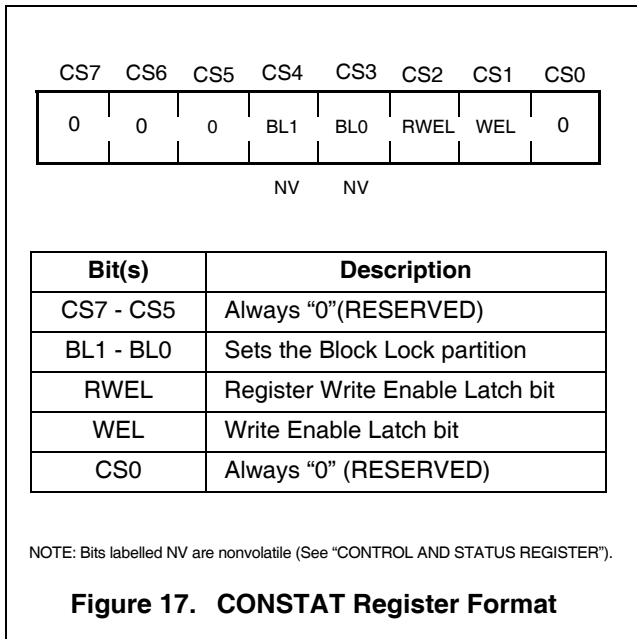 CS7 CS6 CS5 CS4 CS3 CS2 CS1 CS0
0 0 0 BL1 BL0 RWEL WEL 0
NV NV
Bit(s) Description
CS7 - CS5 Always “0”(RESERVED)
BL1 - BL0 Sets the Block Lock partition
RWEL Register Write Enable Latch bit
WEL Write Enable Latch bit
CS0 Always “0” (RESERVED)
NOTE: Bits labelled NV are nonvolatile (See “CONTROL AND STATUS REGISTER”).
Figure 17. CONSTAT Register Format